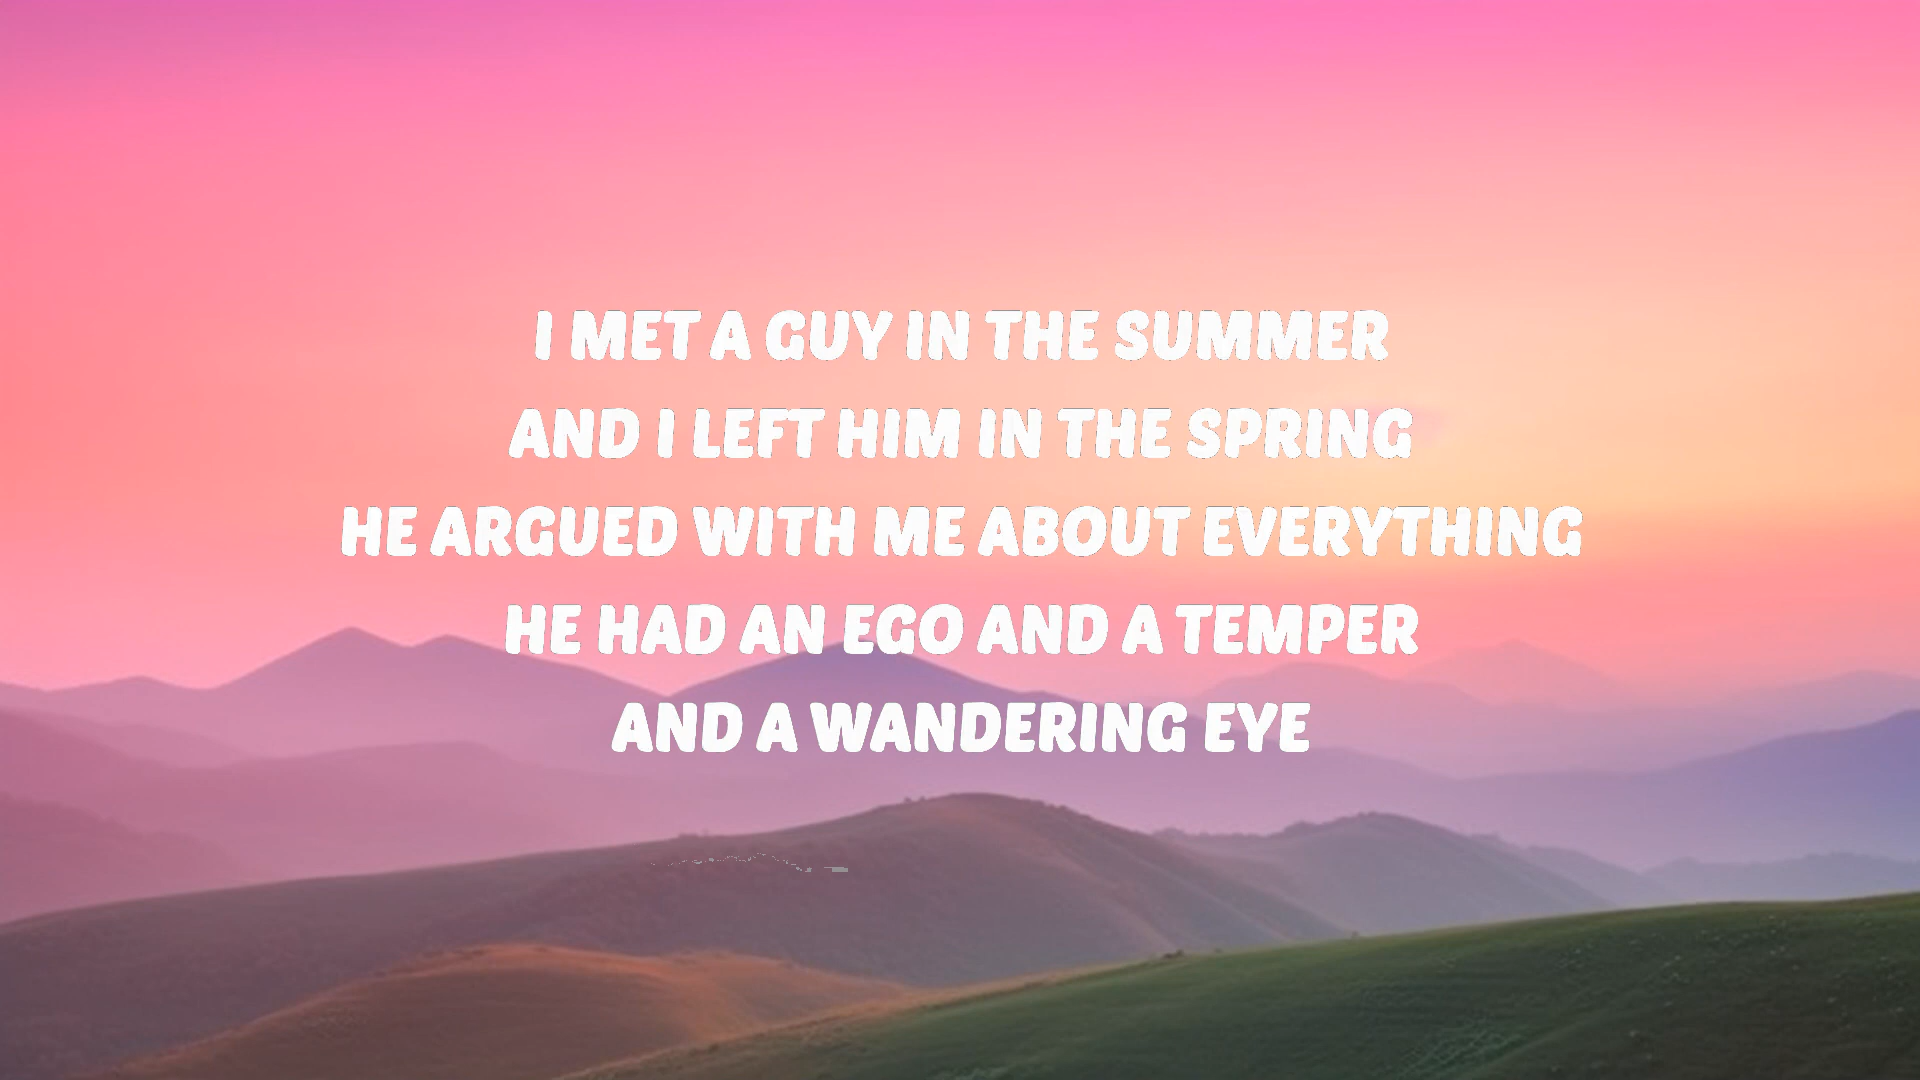 I MET A GUY IN THE SUMMER
AND I LEFT HIM IN THE SPRING
HE ARGUED WITH ME ABOUT EVERYTHING
HE HAD AN EGO AND A TEMPER
AND A WANDERING EYE